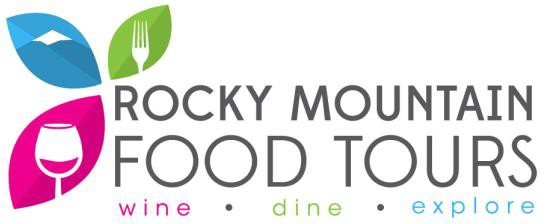 ROCKY MOUNTAIN
FOOD TOURS
wine • dine • explore